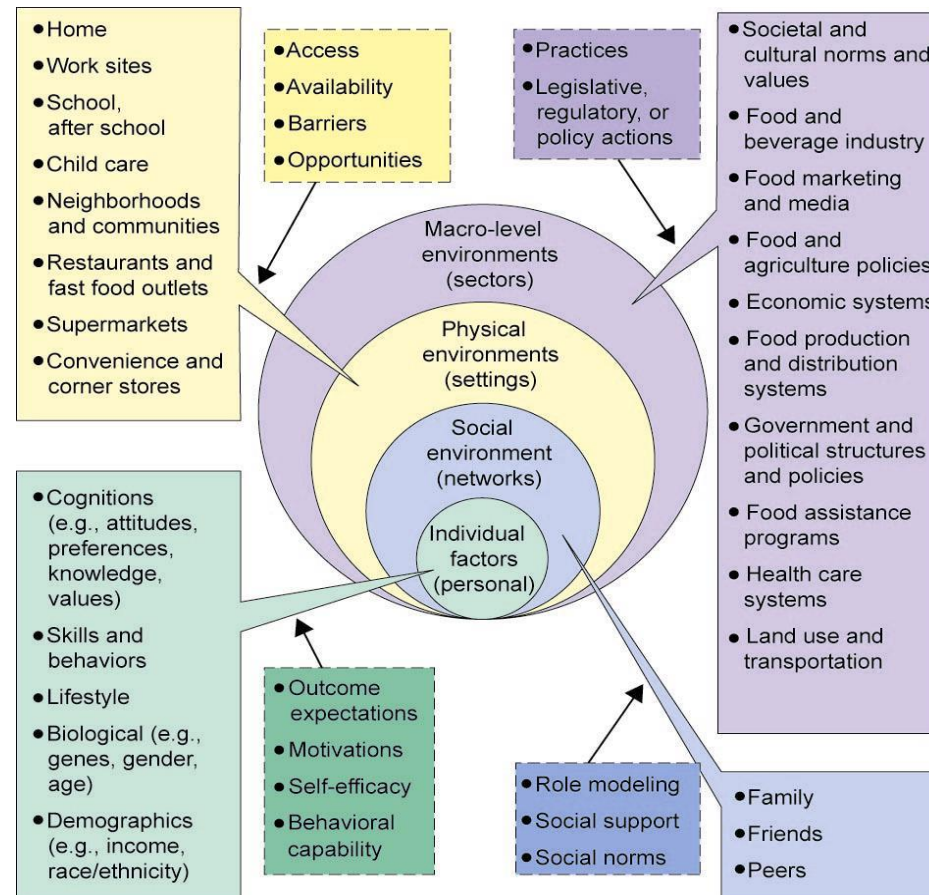 • Home
• Work sites
• School,
after school
• Child care
• Neighborhoods
and communities
• Restaurants and
fast food outlets
• Supermarkets
• Convenience and
corner stores
• Access
• Availability
• Barriers
• Opportunities
• Practices
• Legislative,
regulatory, or
policy actions
• Societal and
cultural norms and
values
• Food and
beverage industry
• Food marketing
and media
• Food and
agriculture policies
• Economic systems
• Food production
and distribution
systems
• Government and
political structures
and policies
• Food assistance
programs
• Health care
systems
• Land use and
transportation
Macro-level
environments
(sectors)
Physical
environments
(settings)
Social
environment
(networks)
Individual
factors
(personal)
• Cognitions
(e.g., attitudes,
preferences,
knowledge,
values)
• Skills and
behaviors
• Lifestyle
• Biological (e.g.,
genes, gender,
age)
• Demographics
(e.g., income,
race/ethnicity)
• Outcome
expectations
• Motivations
• Self-efficacy
• Behavioral
capability
• Role modeling
• Social support
• Social norms
• Family
• Friends
• Peers